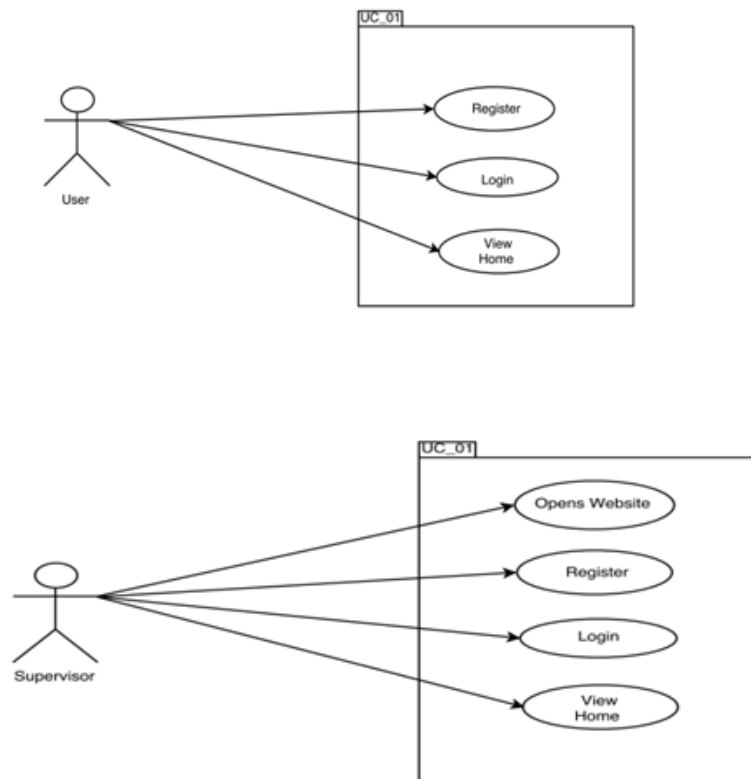 UC_01
Register
Login
User
View
Home
UC_01
Opens Website
Register
Login
Supervisor
View
Home